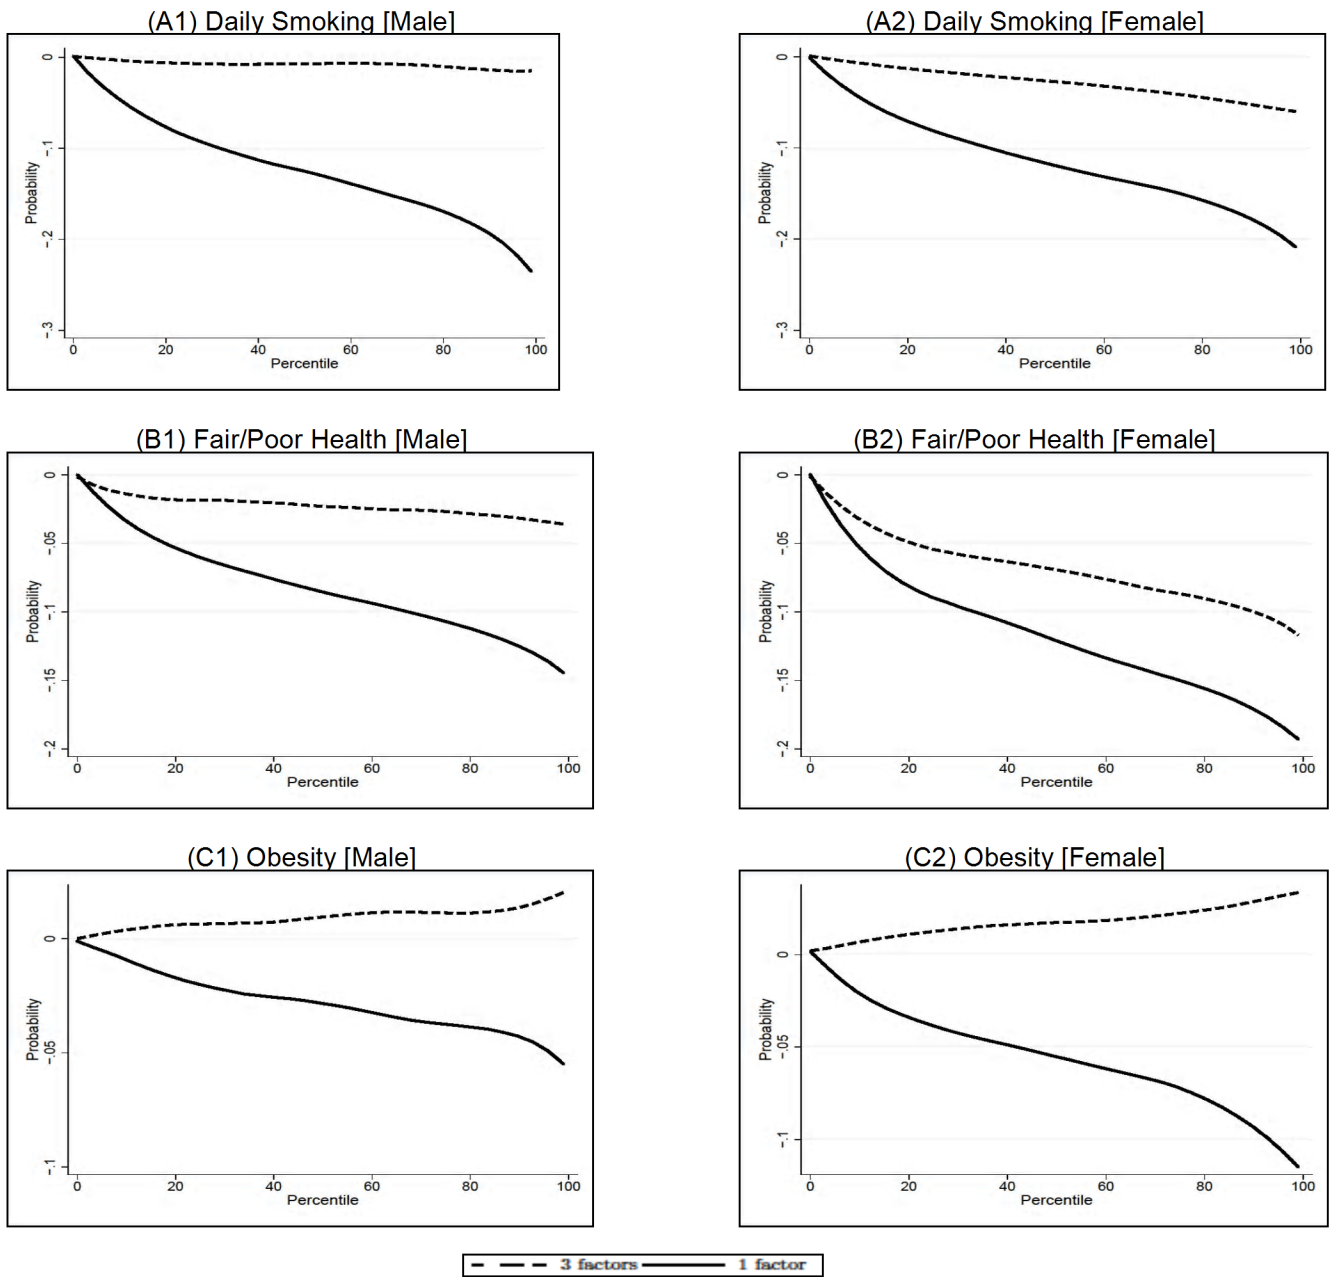 (A1) Daily Smoking [Male]
(A2) Daily Smoking [Female]
0
-.1
-.2
-.3
Probability
0 20 40 60 80 100
Percentile
0
-.1
-.2
-.3
Probability
0 20 40 60 80 100
Percentile
(B1) Fair/Poor Health [Male]
(B2) Fair/Poor Health [Female]
0
-.05
-.1
-.15
-.2
Probability
0 20 40 60 80 100
Percentile
0
-.05
-.1
-.15
-.2
Probability
0 20 40 60 80 100
Percentile
(C1) Obesity [Male]
(C2) Obesity [Female]
0
-.05
-.1
Probability
0 20 40 60 80 100
Percentile
0
-.05
-.1
Probability
0 20 40 60 80 100
Percentile
3 factors 1 factor